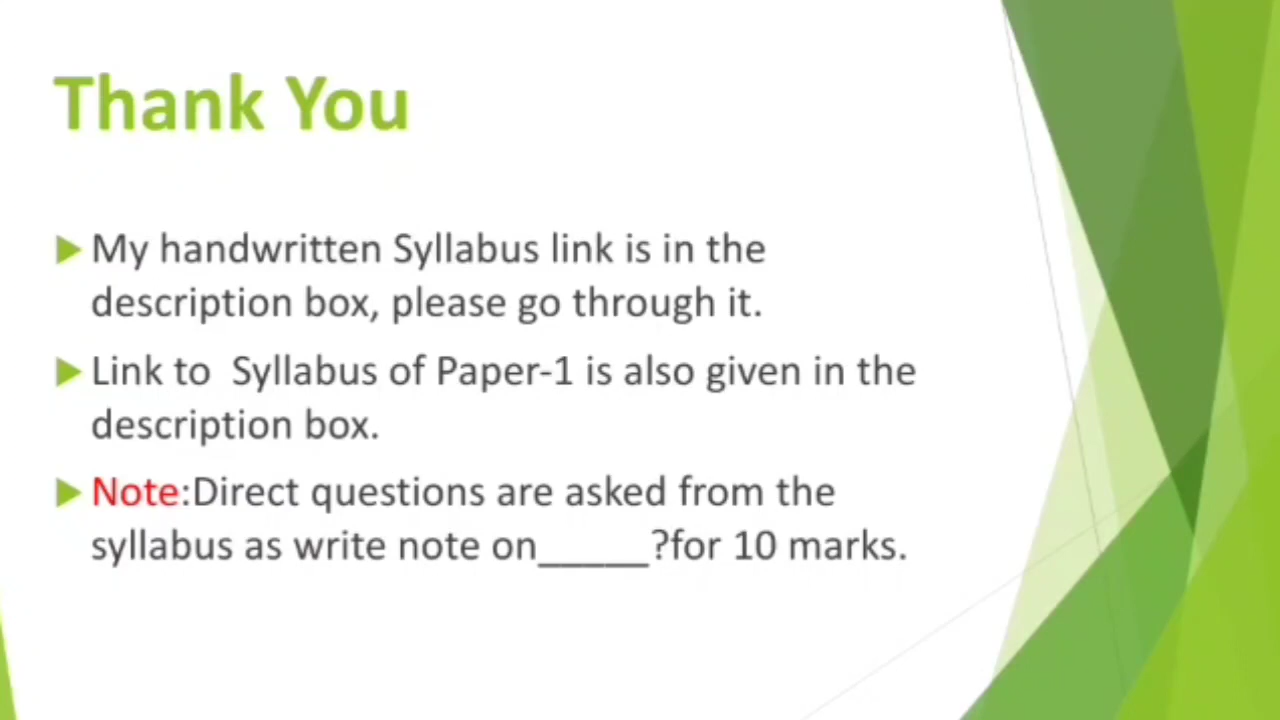 Thank You
My handwritten Syllabus link is in the
description box, please go through it.
Link to  Syllabus of Paper-1 is also given in the
description box.
Note:Direct questions are asked from the
syllabus as write note on_____?for 10 marks.